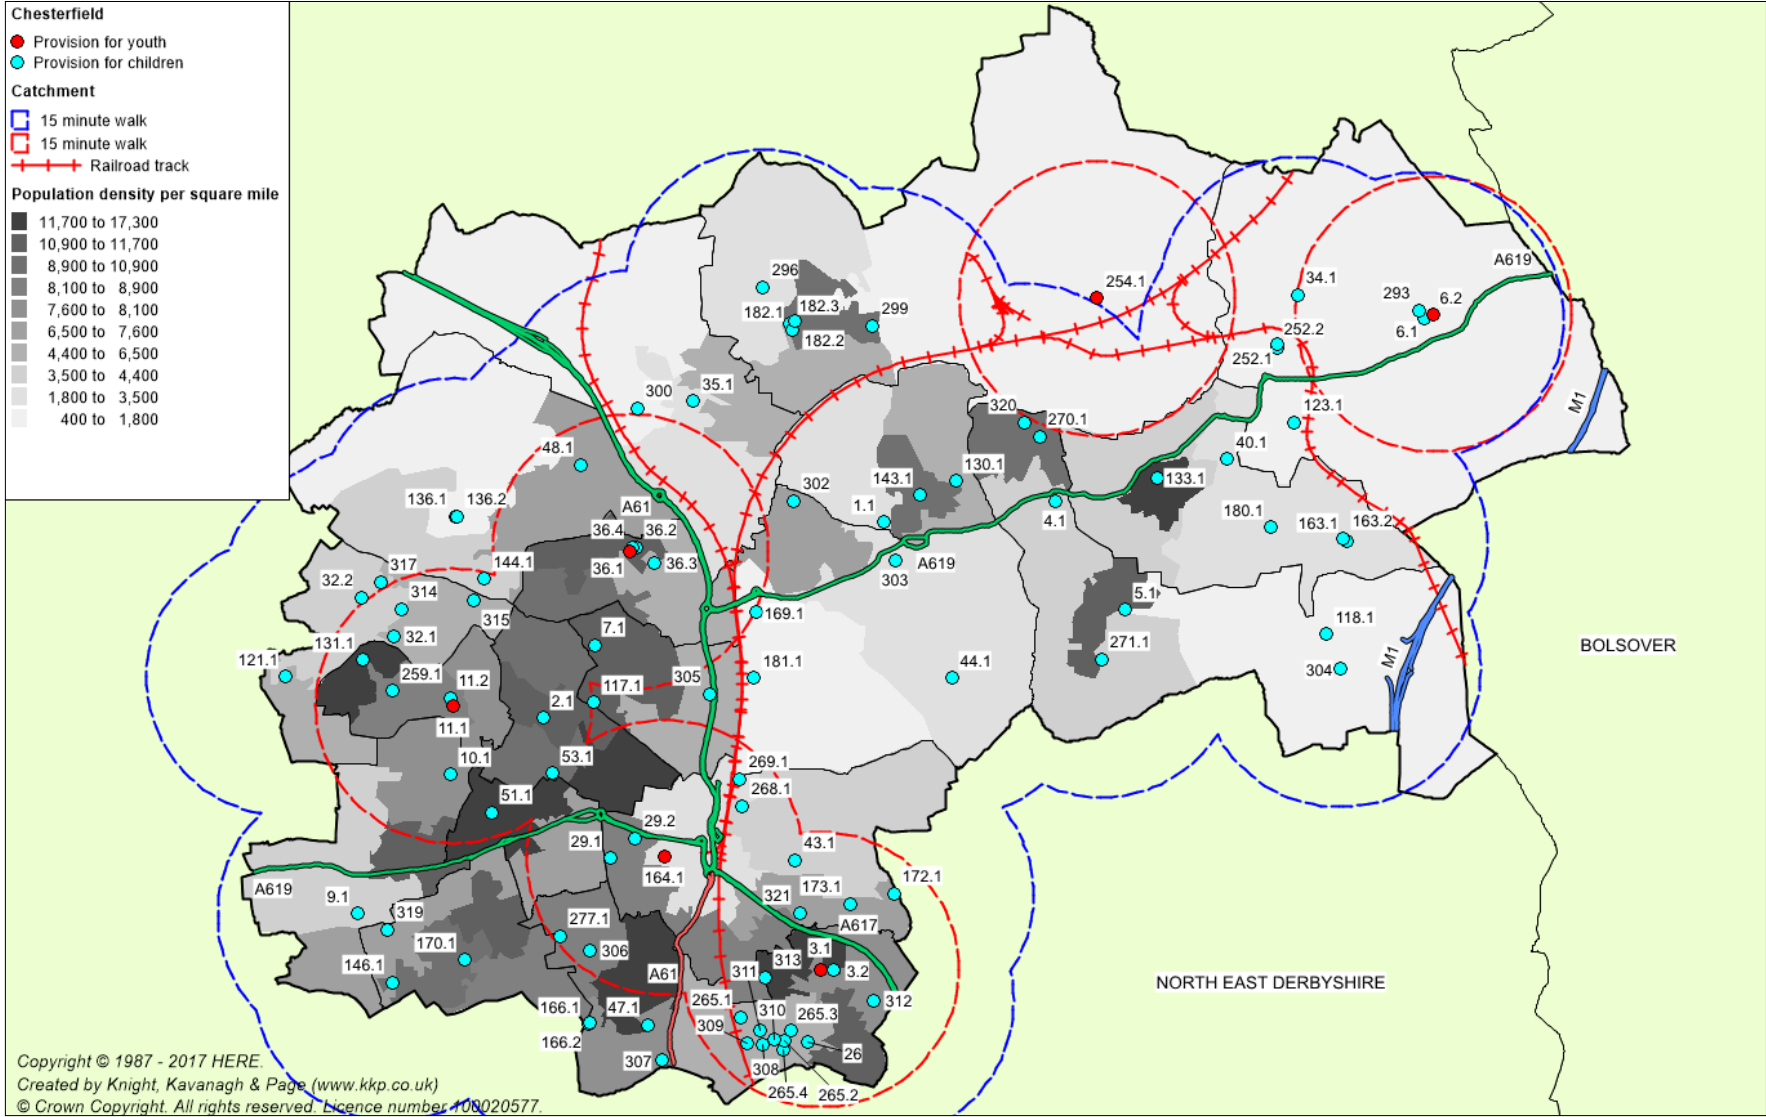 Chesterfield
Provision for youth
Provision for children
Catchment
15 minute walk
15 minute walk
Railroad track
Population density per square mile
11,700 to 17,300
10,900 to 11,700
8,900 to 10,900
8,100 to 8,900
7,600 to 8,100
6,500 to 7,600
4,400 to 6,500
3,500 to 4,400
1,800 to 3,500
400 to 1,800
A619
296
254.1
34.1
293
6.2
182.1
182.3
299
6.1
182.2
252.2
252.1
300
35.1
M1
320
270.1
123.1
48.1
40.1
143.1
130.1
133.1
136.1
136.2
302
1.1
A61
4.1
180.1
163.1
163.2
36.4
36.2
36.1
36.3
A619
303
317
144.1
32.2
314
315
5.1
169.1
118.1
7.1
32.1
131.1
271.1
BOLSOVER
121.1
259.1
11.2
117.1
305
181.1
44.1
304
M1
2.1
11.1
10.1
53.1
269.1
268.1
51.1
29.2
29.1
43.1
164.1
A619
9.1
319
321
173.1
172.1
277.1
A617
170.1
306
3.1
146.1
A61
311
313
3.2
NORTH EAST DERBYSHIRE
166.1
47.1
265.1
310
265.3
312
309
166.2
26
307
308
265.4
265.2
Copyright © 1987 - 2017 HERE.
Created by Knight, Kavanagh & Page (www.kkp.co.uk)
© Crown Copyright. All rights reserved. Licence number 100020577.